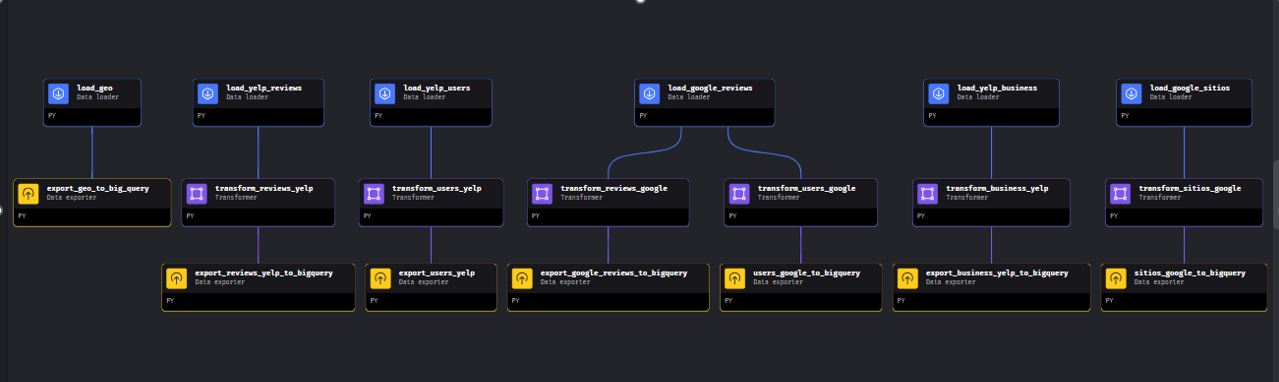 load_geo
Data loader
PY
load_yelp_reviews
Data loader
PY
load_yelp_users
Data loader
PY
load_google_reviews
Data loader
PY
load_yelp_business
Data loader
PY
load_google_sitios
Data loader
PY
export_geo_to_big_query
Data exporter
PY
transform_reviews_yelp
Transformer
PY
transform_users_yelp
Transformer
PY
transform_reviews_google
Transformer
PY
transform_users_google
Transformer
PY
transform_business_yelp
Transformer
PY
transform_sitios_google
Transformer
PY
export_reviews_yelp_to_bigquery
Data exporter
PY
export_users_yelp
Data exporter
PY
export_google_reviews_to_bigquery
Data exporter
PY
users_google_to_bigquery
Data exporter
PY
export_business_yelp_to_bigquery
Data exporter
PY
sitios_google_to_bigquery
Data exporter
PY